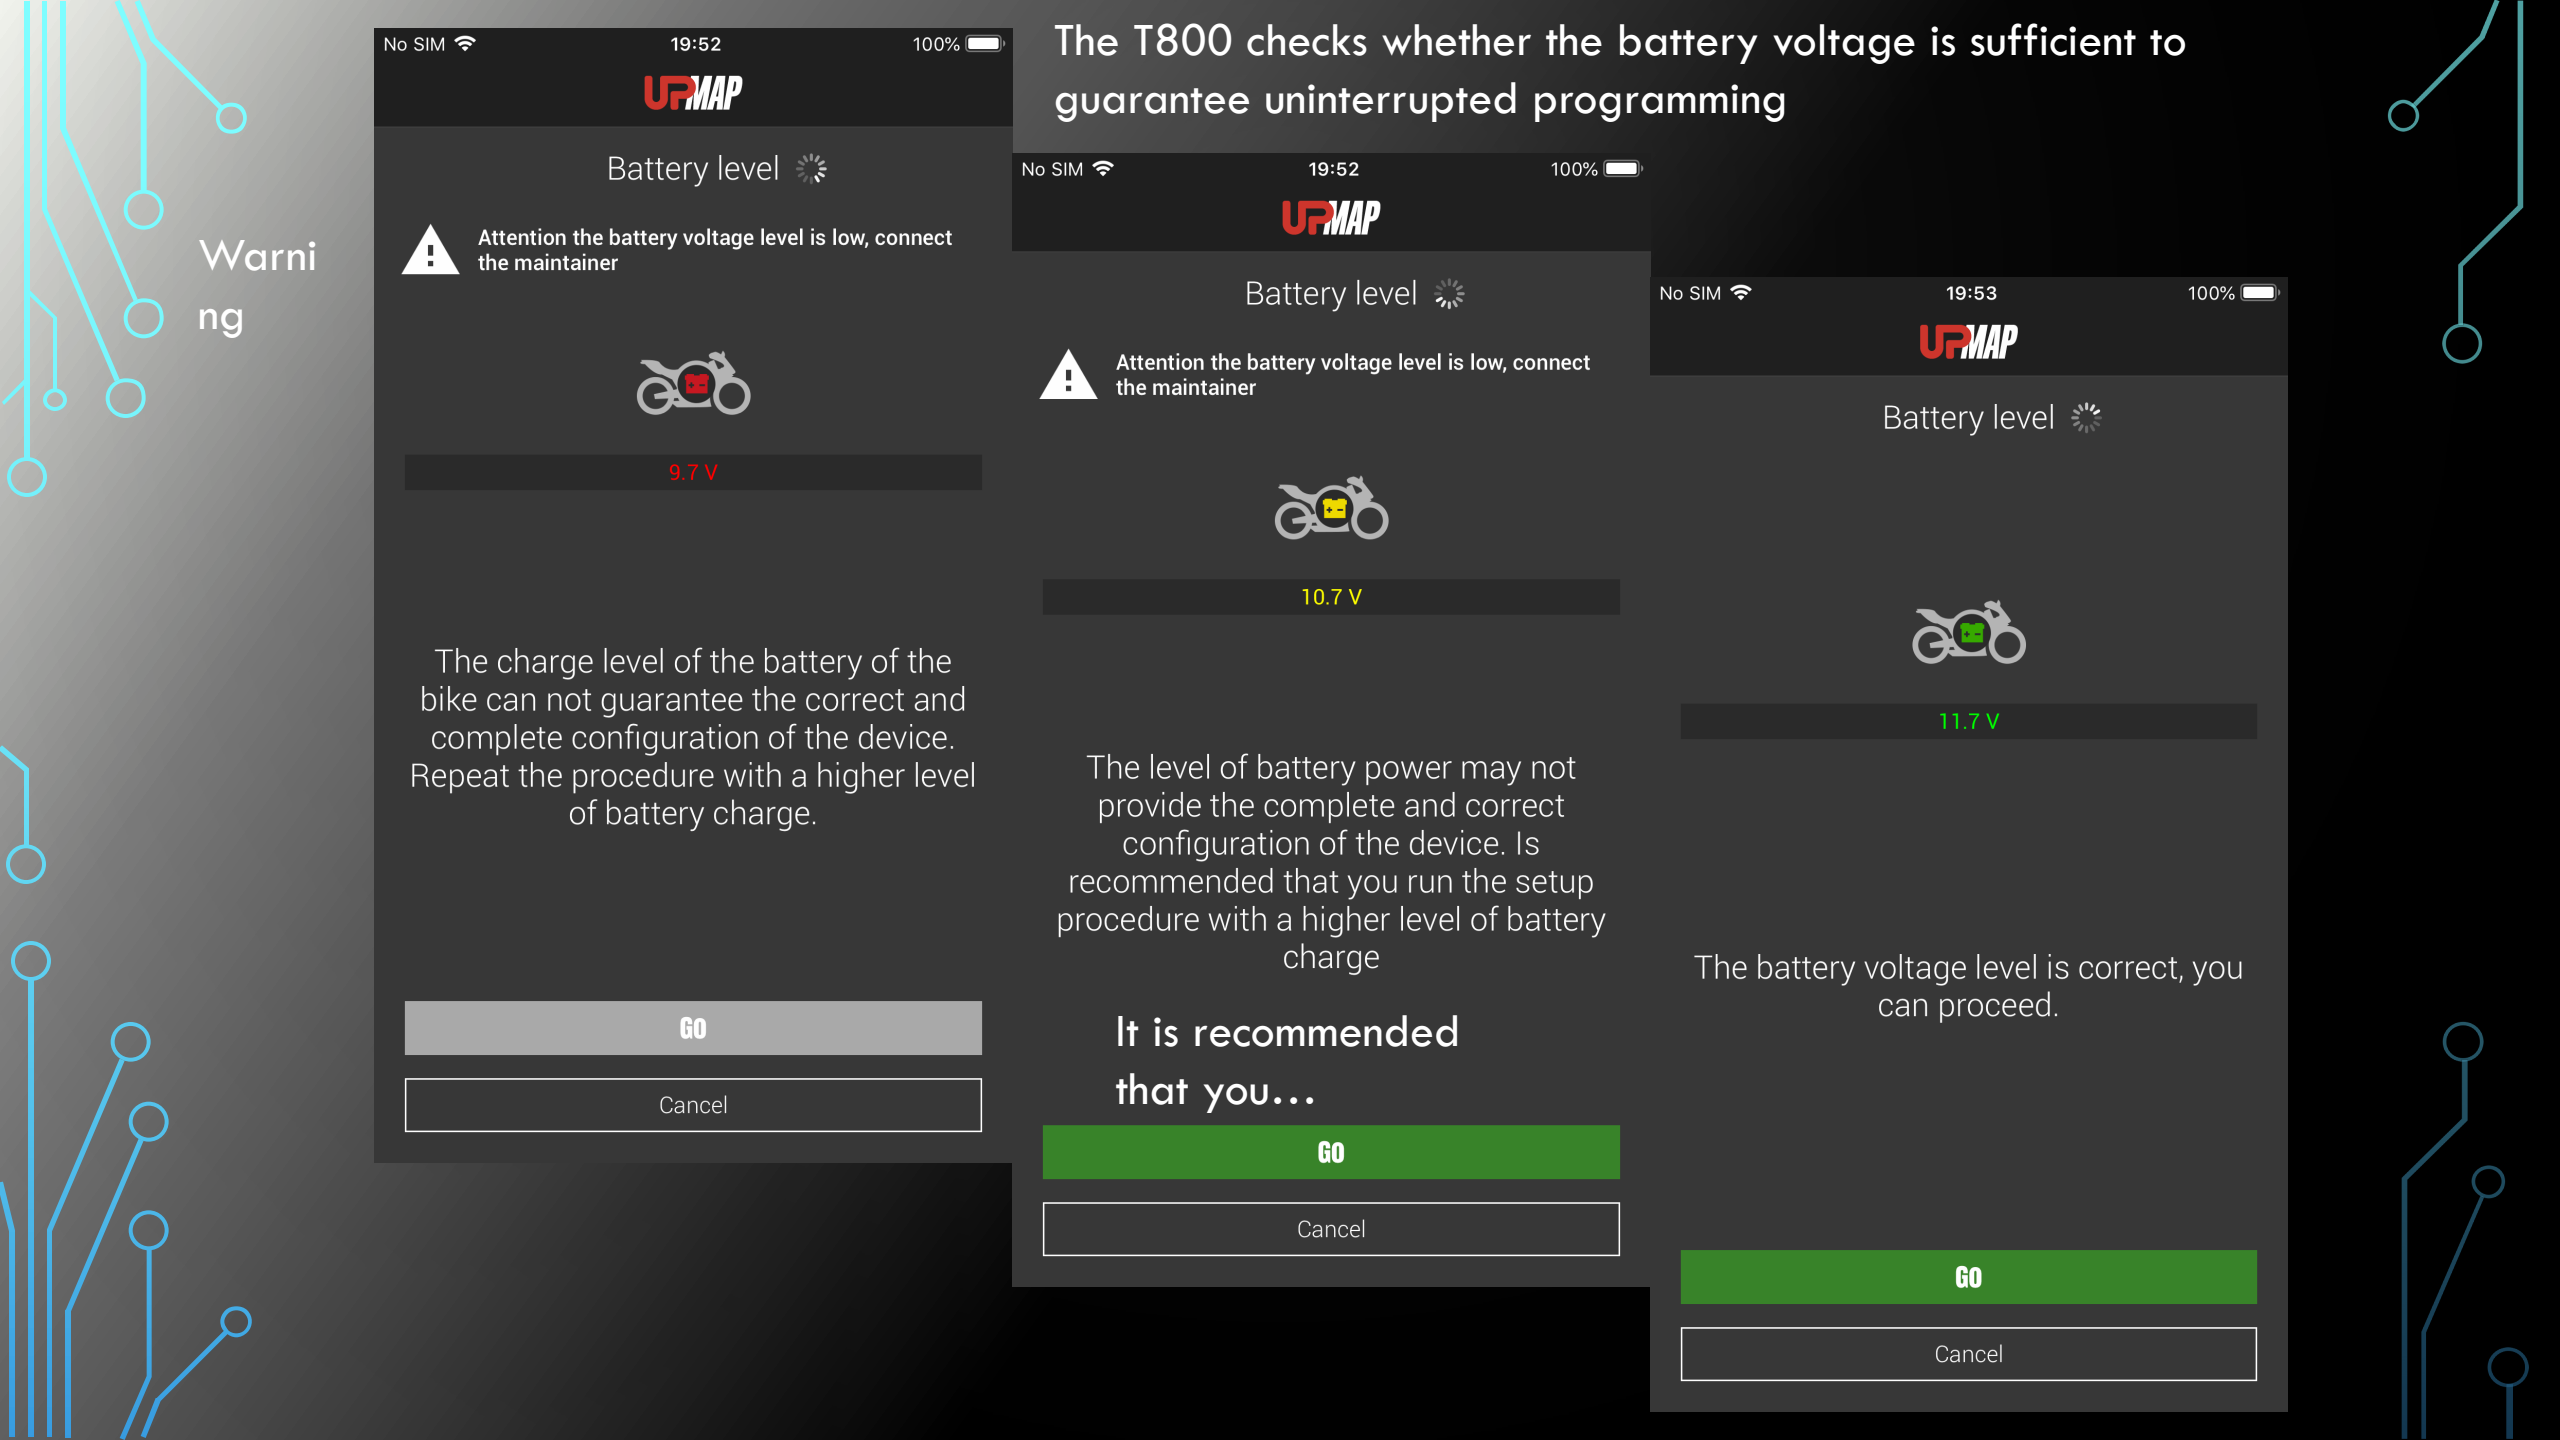 The T800 checks whether the battery voltage is sufficient to
guarantee uninterrupted programming
Warni
ng
No SIM 19:52 100%
UPMAP
Battery level
Attention the battery voltage level is low, connect
the maintainer
9.7 V
The charge level of the battery of the
bike can not guarantee the correct and
complete configuration of the device.
Repeat the procedure with a higher level
of battery charge.
GO
Cancel
No SIM 19:52 100%
UPMAP
Battery level
Attention the battery voltage level is low, connect
the maintainer
10.7 V
The level of battery power may not
provide the complete and correct
configuration of the device. Is
recommended that you run the setup
procedure with a higher level of battery
charge
It is recommended
that you...
GO
Cancel
No SIM 19:53 100%
UPMAP
Battery level
11.7 V
The battery voltage level is correct, you
can proceed.
GO
Cancel